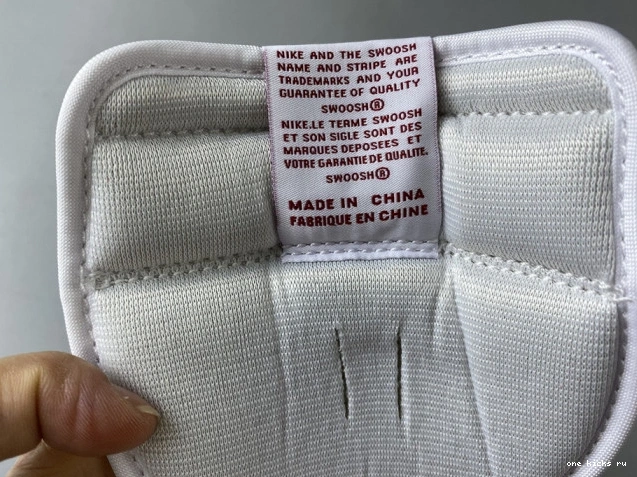 NIKE AND THE SWOOSH
NAME AND STRIPE ARE
TRADEMARKS AND YOUR
GUARANTEE OF QUALITY
SWOOSH®
NIKE.LE TERME SWOOSH
ET SON SIGLE SONT DES
MARQUES DEPOSEES ET
VOTRE GARANTIE DE QUALITE.
SWOOSH®
MADE IN CHINA
FABRIQUE EN CHINE
one kicks ru